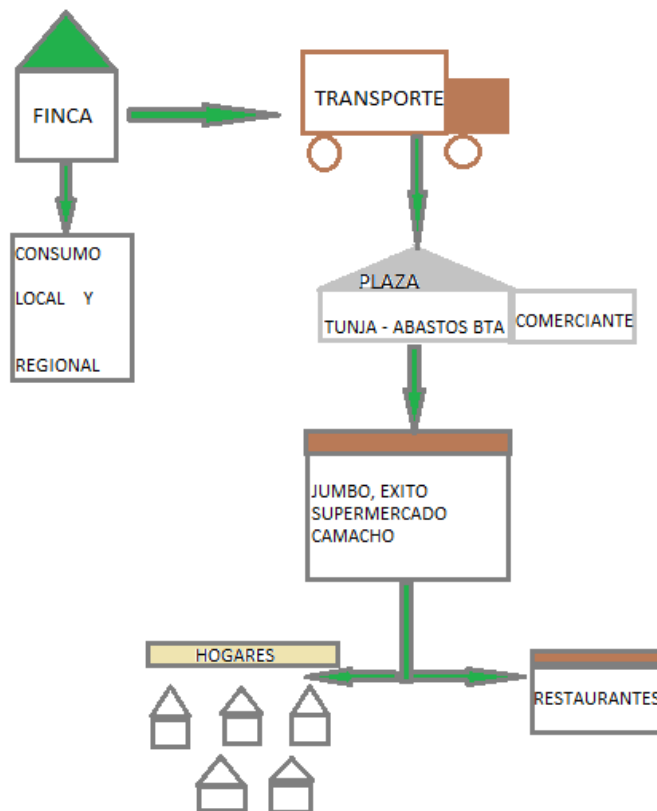 FINCA
TRANSPORTE
CONSUMO
LOCAL Y
REGIONAL
PLAZA
TUNJA - ABASTOS BTA
COMERCIANTE
JUMBO, EXITO
SUPERMERCADO
CAMACHO
HOGARES
RESTAURANTES